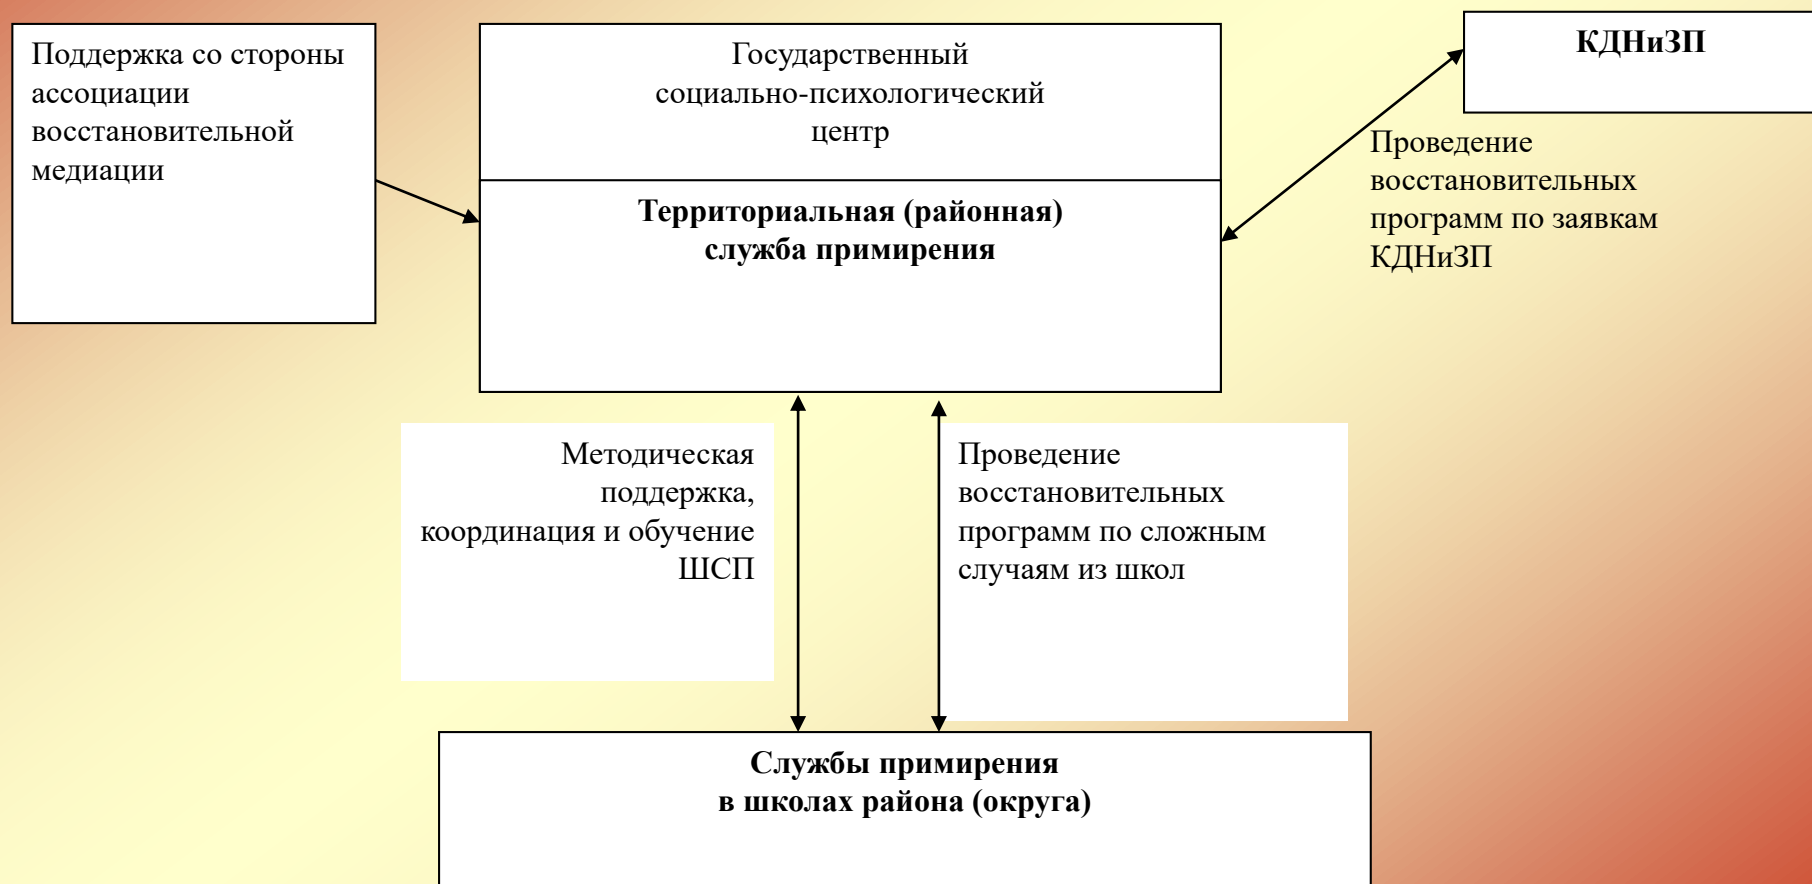 Поддержка со стороны
ассоциации
восстановительной
медиации
Государственный
социально-психологический
центр
Территориальная (районная)
служба примирения
КДНиЗП
Проведение
восстановительных
программ по заявкам
КДНиЗП
Методическая
поддержка,
координация и обучение
ШСП
Проведение
восстановительных
программ по сложным
случаям из школ
Службы примирения
в школах района (округа)